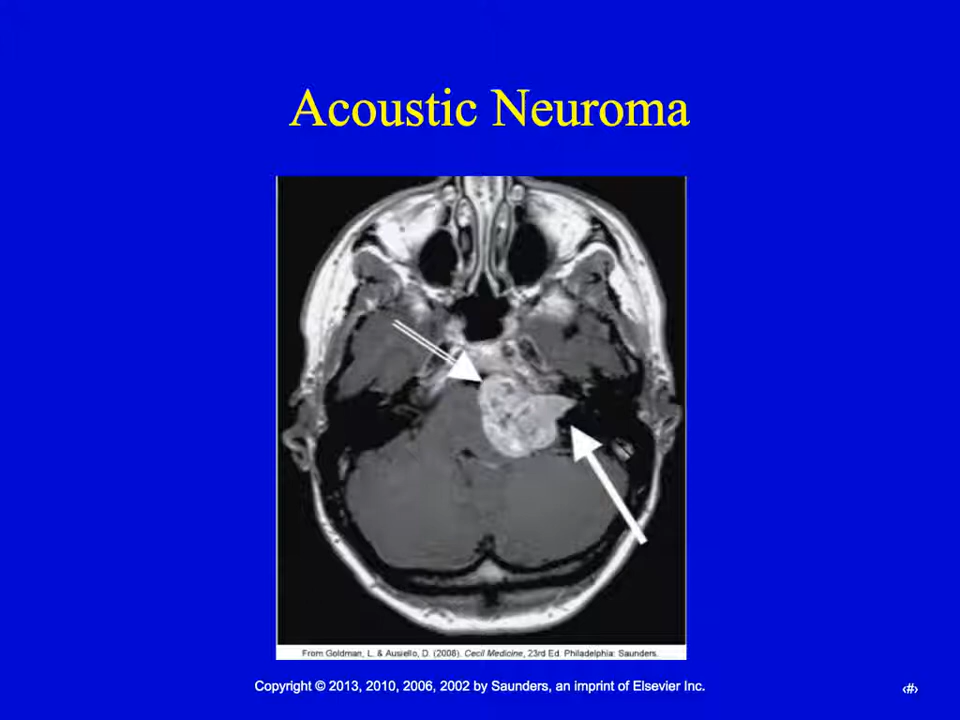 Acoustic Neuroma
From Goldman, L. & Ausiello, D. (2008). Cecil Medicine, 23rd Ed. Philadelphia: Saunders.
Copyright © 2013, 2010, 2006, 2002 by Saunders, an imprint of Elsevier Inc.
‹#›